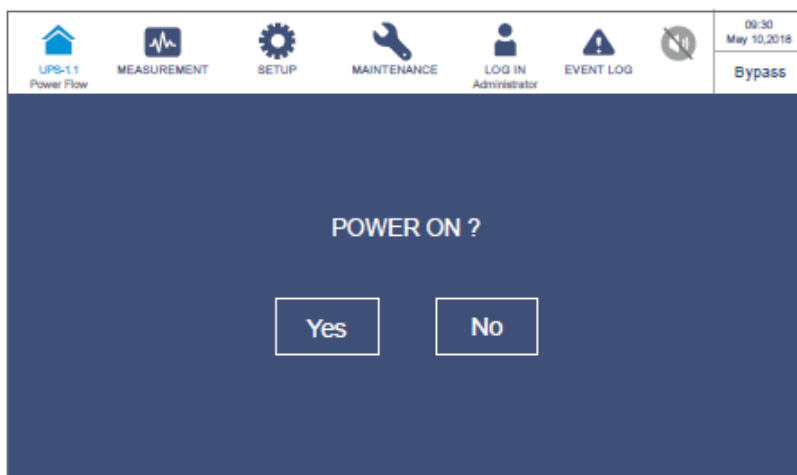 UPS-1.1
Power Flow
MEASUREMENT
SETUP
MAINTENANCE
LOG IN
Administrator
EVENT LOG
09:30
May 10,2018
Bypass
POWER ON ?
Yes
No